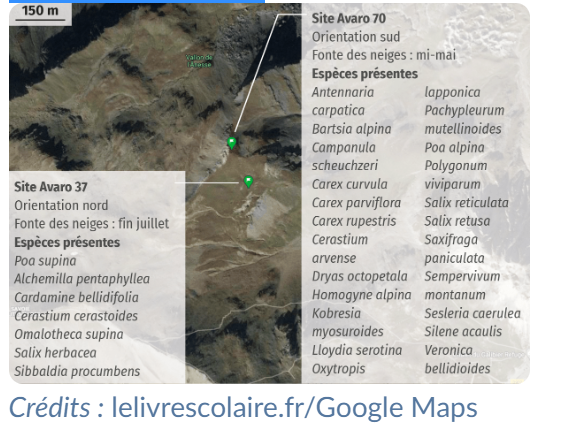 150 m
Site Avaro 70
Orientation sud
Fonte des neiges : mi-mai
Espèces présentes
Antennaria
carpatica
Bartsia alpina
Campanula
scheuchzeri
Carex curvula
Carex parviflora
Carex rupestris
Cerastium
arvense
Dryas octopetala
Homogyne alpina
Kobresia
myosuroides
Lloydia serotina
Oxytropis
lapponica
Pachypleurum
mutellinoides
Poa alpina
Polygonum
viviparum
Salix reticulata
Salix retusa
Saxifraga
paniculata
Sempervivum
montanum
Sesleria caerulea
Silene acaulis
Veronica
bellidioides
Site Avaro 37
Orientation nord
Fonte des neiges : fin juillet
Espèces présentes
Poa supina
Alchemilla pentaphyllea
Cardamine bellidifolia
Cerastium cerastoides
Omalotheca supina
Salix herbacea
Sibbaldia procumbens
Crédits : lelivrescolaire.fr/Google Maps